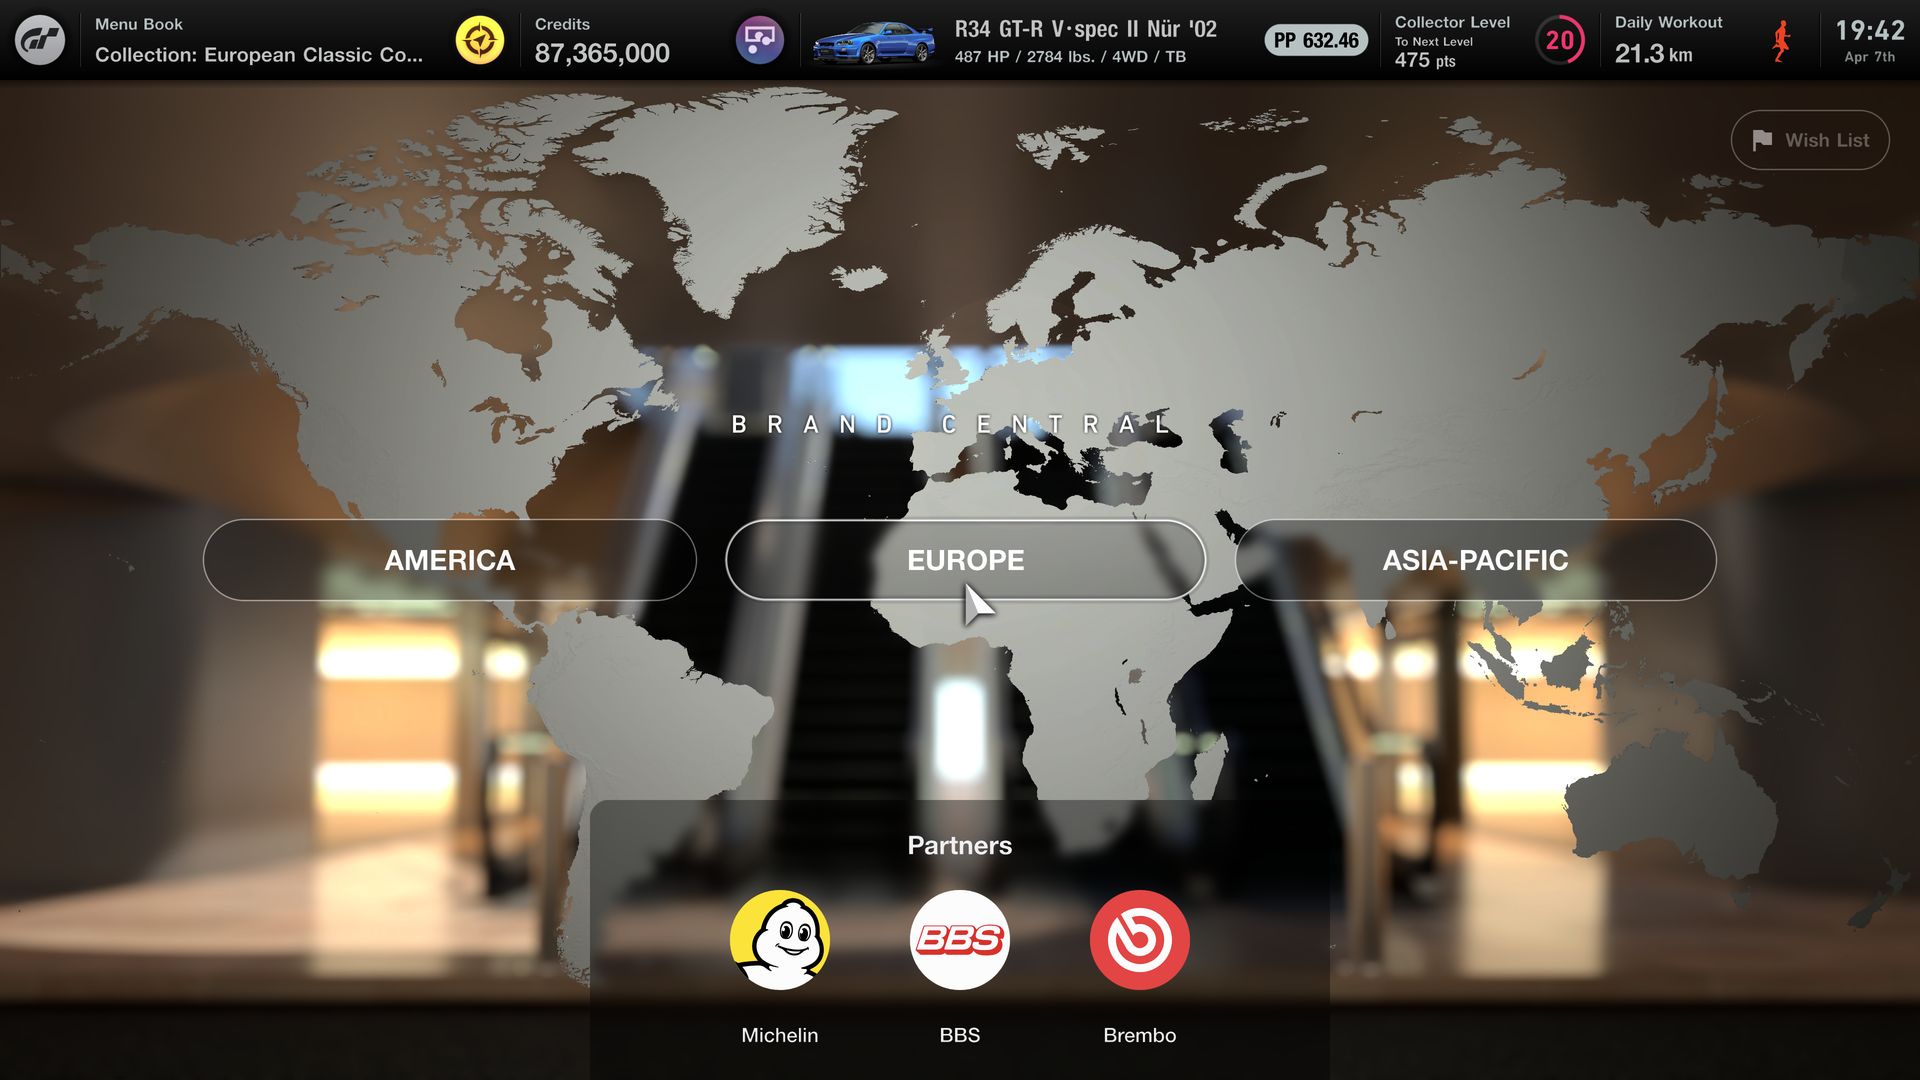 Menu Book
Collection: European Classic Co...
Credits
87,365,000
R34 GT-R V·spec II Nür '02
487 HP / 2784 lbs. / 4WD / TB
PP 632.46
Collector Level
To Next Level
475 pts
20
Daily Workout
21.3 km
19:42
Apr 7th
Wish List
BRAND CENTRAL
AMERICA
EUROPE
ASIA-PACIFIC
Partners
BBS
Michelin
BBS
Brembo